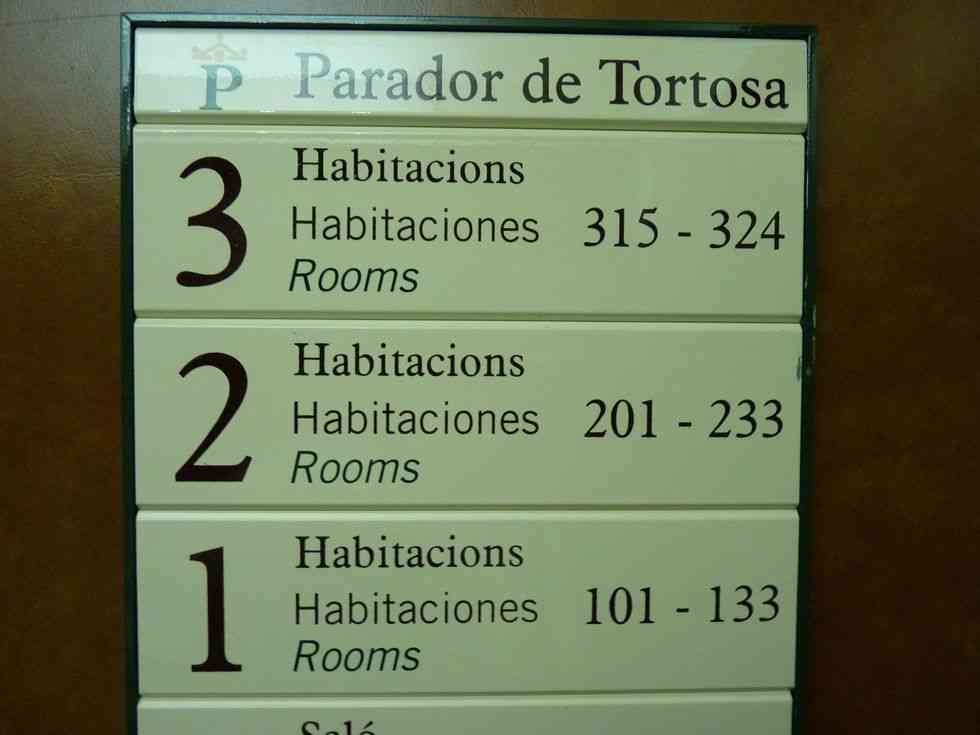 P Parador de Tortosa
3
Habitacions
Habitaciones 315 - 324
Rooms
2
Habitacions
Habitaciones 201 - 233
Rooms
1
Habitacions
Habitaciones 101 - 133
Rooms
Saló